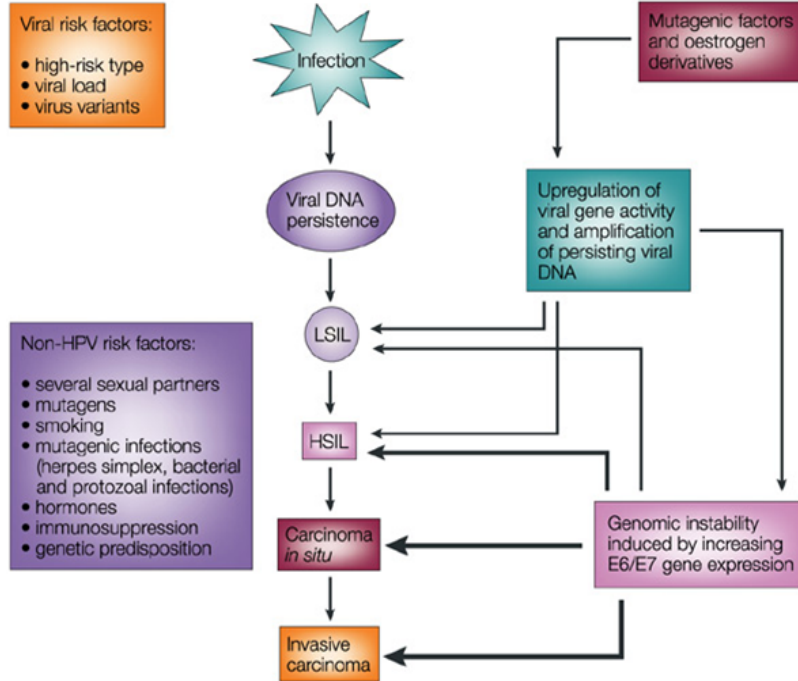 Viral risk factors:
• high-risk type
• viral load
• virus variants
Infection
Mutagenic factors
and oestrogen
derivatives
Viral DNA
persistence
Upregulation of
viral gene activity
and amplification
of persisting viral
DNA
LSIL
Non-HPV risk factors:
• several sexual partners
• mutagens
• smoking
• mutagenic infections
(herpes simplex, bacterial
and protozoal infections)
• hormones
• immunosuppression
• genetic predisposition
HSIL
Carcinoma
in situ
Genomic instability
induced by increasing
E6/E7 gene expression
Invasive
carcinoma